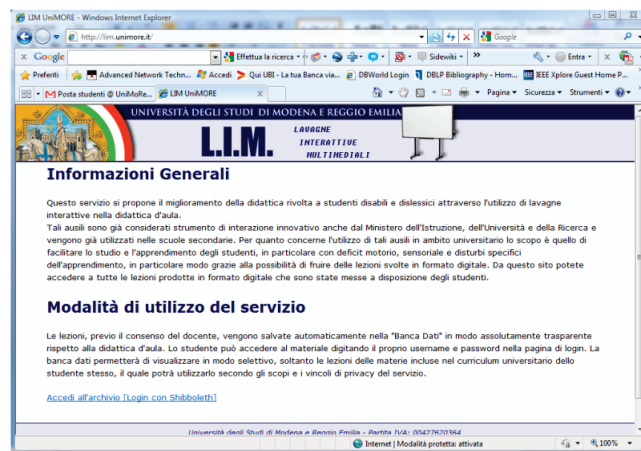 LIM UniMORE - Windows Internet Explorer
http://lim.unimore.it/
Google
x Google
Effettua la ricerca
Sidewiki
»
Entra
Preferiti
Advanced Network Techn...
Accedi
Qui UBI - La tua Banca via...
DBWorld Login
DBLP Bibliography - Hom...
IEEE Xplore Guest Home P...
Posta studenti @ UniMoRe...
LIM UniMORE
Pagina
Sicurezza
Strumenti
UNIVERSITÀ DEGLI STUDI DI MODENA E REGGIO EMILIA
L.I.M.
LAVAGNE
INTERATTIVE
MULTIMEDIALI
Informazioni Generali
Questo servizio si propone il miglioramento della didattica rivolta a studenti disabili e dislessici attraverso l'utilizzo di lavagne
interattive nella didattica d'aula.
Tali ausili sono già considerati strumento di interazione innovativo anche dal Ministero dell'Istruzione, dell'Università e della Ricerca e
vengono già utilizzati nelle scuole secondarie. Per quanto concerne l'utilizzo di tali ausili in ambito universitario lo scopo è quello di
facilitare lo studio e l'apprendimento degli studenti, in particolare con deficit motorio, sensoriale e disturbi specifici
dell'apprendimento, in particolare modo grazie alla possibilità di fruire delle lezioni svolte in formato digitale. Da questo sito potete
accedere a tutte le lezioni prodotte in formato digitale che sono state messe a disposizione degli studenti.
Modalità di utilizzo del servizio
Le lezioni, previo il consenso del docente, vengono salvate automaticamente nella "Banca Dati" in modo assolutamente trasparente
rispetto alla didattica d'aula. Lo studente può accedere al materiale digitando il proprio username e password nella pagina di login. La
banca dati permetterà di visualizzare in modo selettivo, soltanto le lezioni delle materie incluse nel curriculum universitario dello
studente stesso, il quale potrà utilizzarlo secondo gli scopi e i vincoli di privacy del servizio.
Accedi all'archivio [Login con Shibboleth]
Università degli Studi di Modena e Reggio Emilia - Partita IVA: 00427620364
Internet | Modalità protetta: attivata
100%